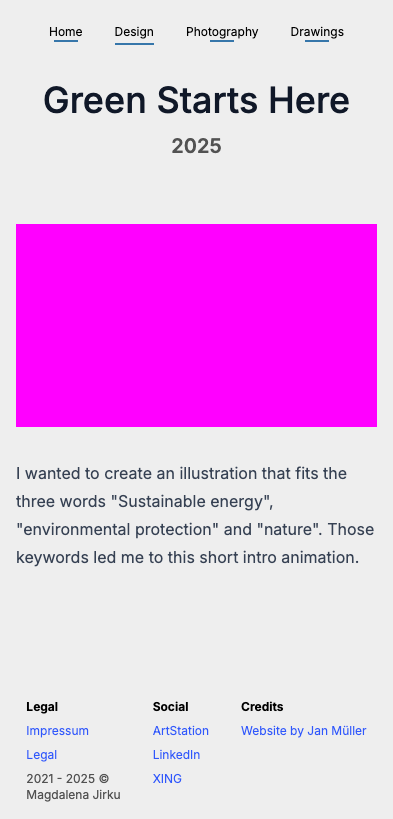 Home Design Photography Drawings
Green Starts Here
2025
I wanted to create an illustration that fits the
three words "Sustainable energy",
"environmental protection" and "nature". Those
keywords led me to this short intro animation.
Legal
Impressum
Legal
2021 - 2025 ©
Magdalena Jirku
Social
ArtStation
LinkedIn
XING
Credits
Website by Jan Müller